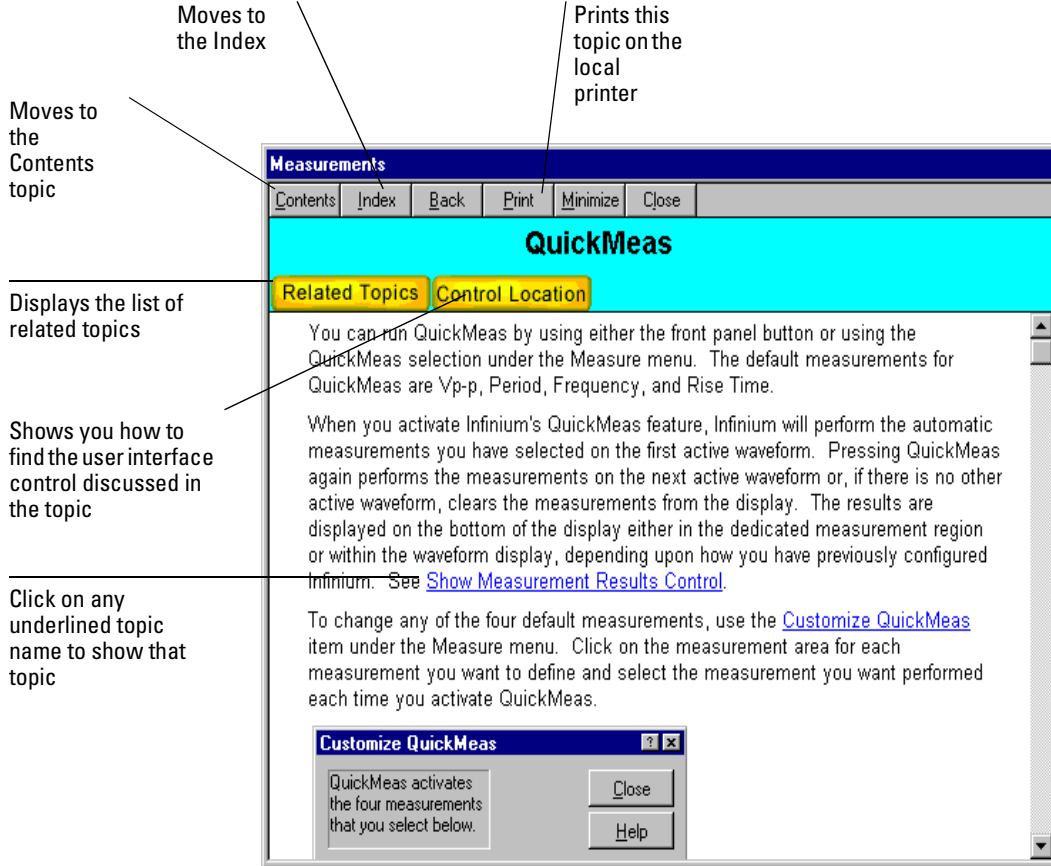 Moves to
the Index
Prints this
topic on the
local
printer
Moves to
the
Contents
topic
Measurements
Contents Index Back Print Minimize Close
QuickMeas
Related Topics Control Location
Displays the list of
related topics
You can run QuickMeas by using either the front panel button or using the
QuickMeas selection under the Measure menu. The default measurements for
QuickMeas are Vp-p, Period, Frequency, and Rise Time.
Shows you how to
find the user interface
control discussed in
the topic
When you activate Infinium's QuickMeas feature, Infinium will perform the automatic
measurements you have selected on the first active waveform. Pressing QuickMeas
again performs the measurements on the next active waveform or, if there is no other
active waveform, clears the measurements from the display. The results are
displayed on the bottom of the display either in the dedicated measurement region
or within the waveform display, depending upon how you have previously configured
Infinium. See Show Measurement Results Control.
Click on any
underlined topic
name to show that
topic
To change any of the four default measurements, use the Customize QuickMeas
item under the Measure menu. Click on the measurement area for each
measurement you want to define and select the measurement you want performed
each time you activate QuickMeas.
Customize QuickMeas
QuickMeas activates
the four measurements
that you select below.
Close
Help